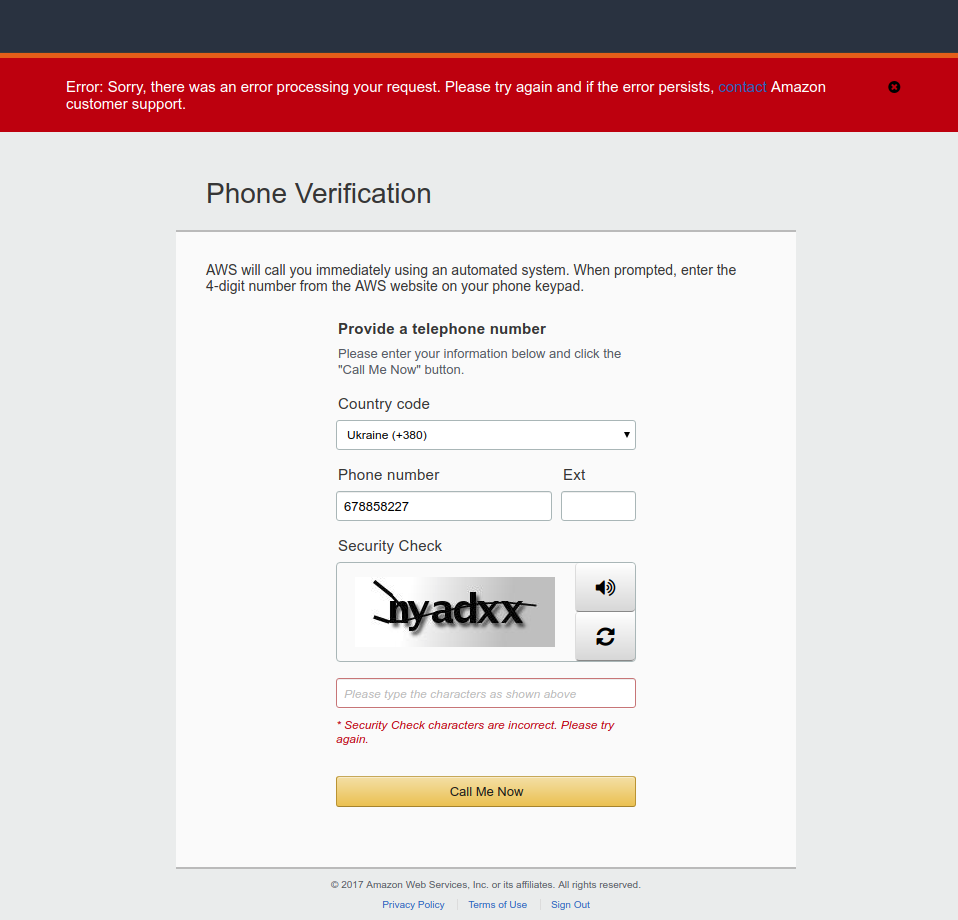 Error: Sorry, there was an error processing your request. Please try again and if the error persists, contact Amazon
customer support.
Phone Verification
AWS will call you immediately using an automated system. When prompted, enter the
4-digit number from the AWS website on your phone keypad.
Provide a telephone number
Please enter your information below and click the
"Call Me Now" button.
Country code
Ukraine (+380)
Phone number Ext
678858227
Security Check
nyadxx
Please type the characters as shown above
* Security Check characters are incorrect. Please try
again.
Call Me Now
© 2017 Amazon Web Services, Inc. or its affiliates. All rights reserved.
Privacy Policy Terms of Use Sign Out